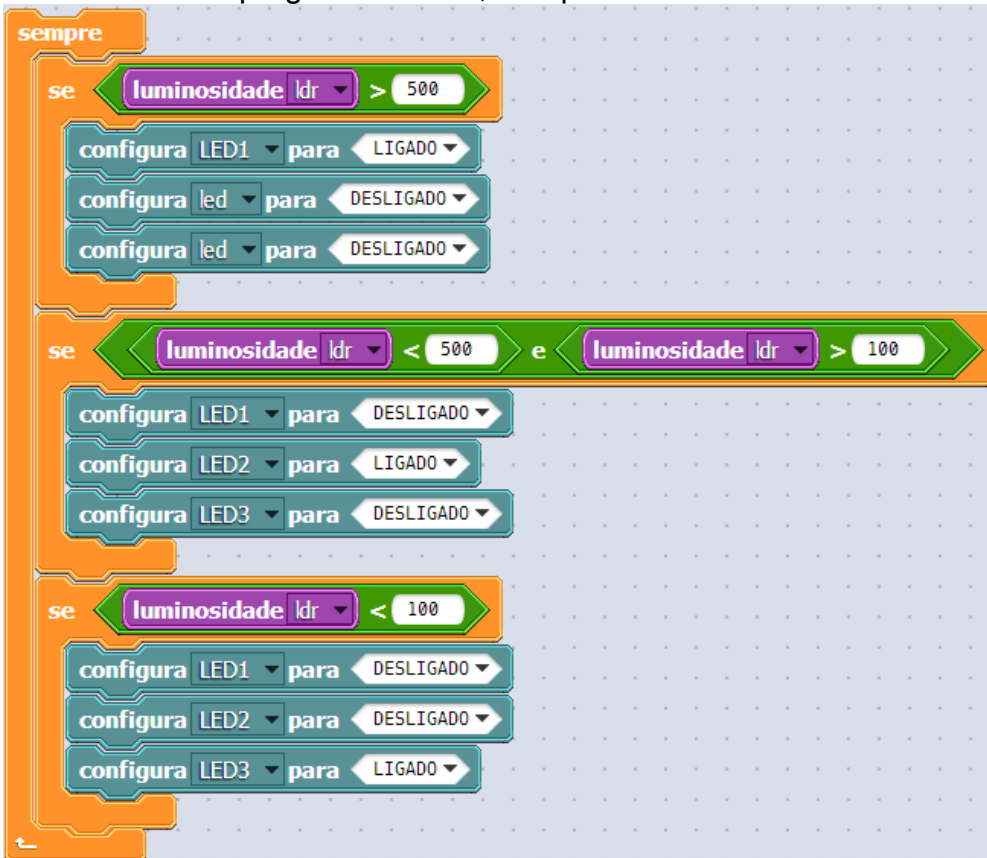 sempre
se luminosidade ldr > 500
configura LED1 para LIGADO
configura led para DESLIGADO
configura led para DESLIGADO
se luminosidade ldr < 500 e luminosidade ldr > 100
configura LED1 para DESLIGADO
configura LED2 para LIGADO
configura LED3 para DESLIGADO
se luminosidade ldr < 100
configura LED1 para DESLIGADO
configura LED2 para DESLIGADO
configura LED3 para LIGADO